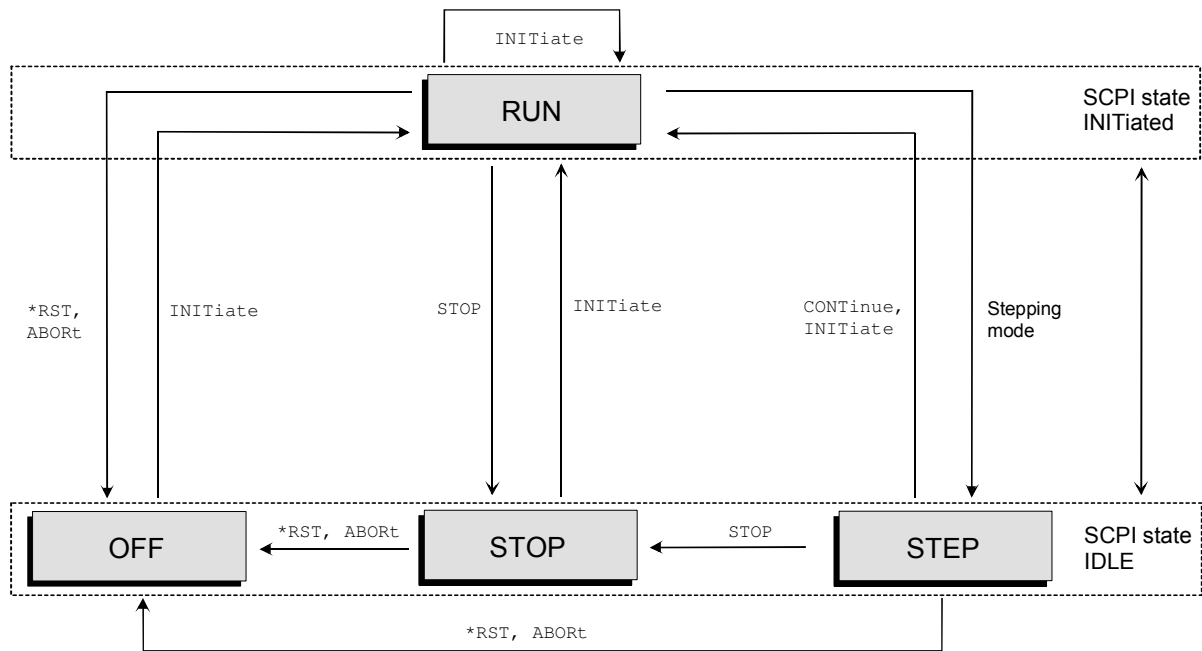 INITiate
RUN
SCPI state
INITiated
*RST,
ABORt
INITiate
STOP
INITiate
CONTinue,
INITiate
Stepping
mode
OFF
*RST, ABORt
STOP
STOP
STEP
SCPI state
IDLE
*RST, ABORt